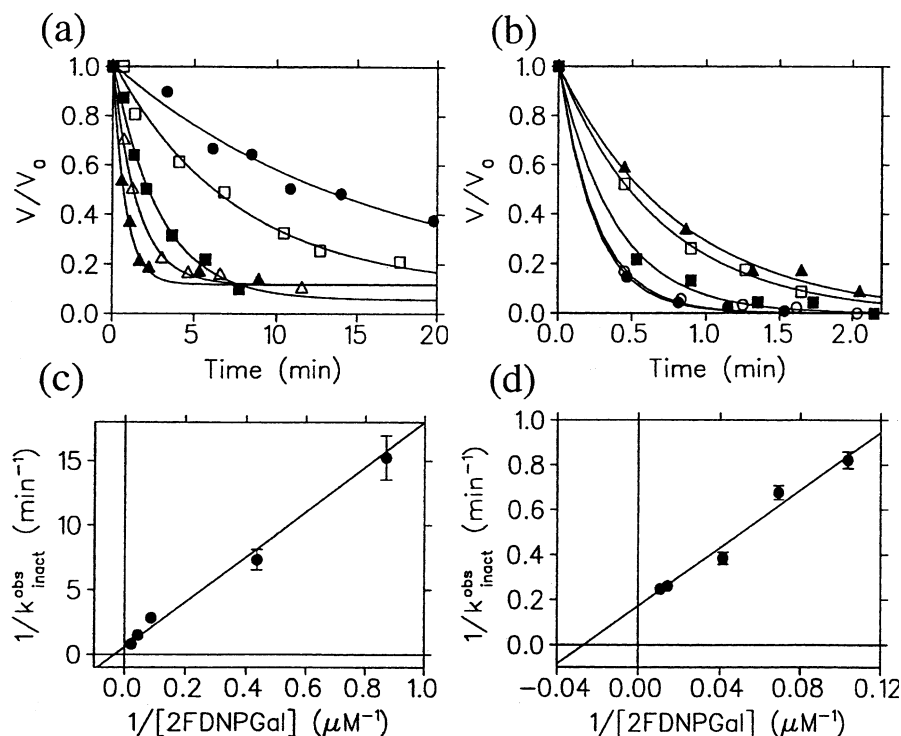 (a)
1.0
0.8
0.6
0.4
0.2
0.0
V/V₀
0 5 10 15 20
Time (min)
(b)
1.0
0.8
0.6
0.4
0.2
0.0
V/V₀
0.0 0.5 1.0 1.5 2.0
Time (min)
(c)
15
10
5
0
1/k^obs_inact (min⁻¹)
0.0 0.2 0.4 0.6 0.8 1.0
1/[2FDNPGal] (μM⁻¹)
(d)
1.0
0.8
0.6
0.4
0.2
0.0
1/k^obs_inact (min⁻¹)
-0.04 0.00 0.04 0.08 0.12
1/[2FDNPGal] (μM⁻¹)